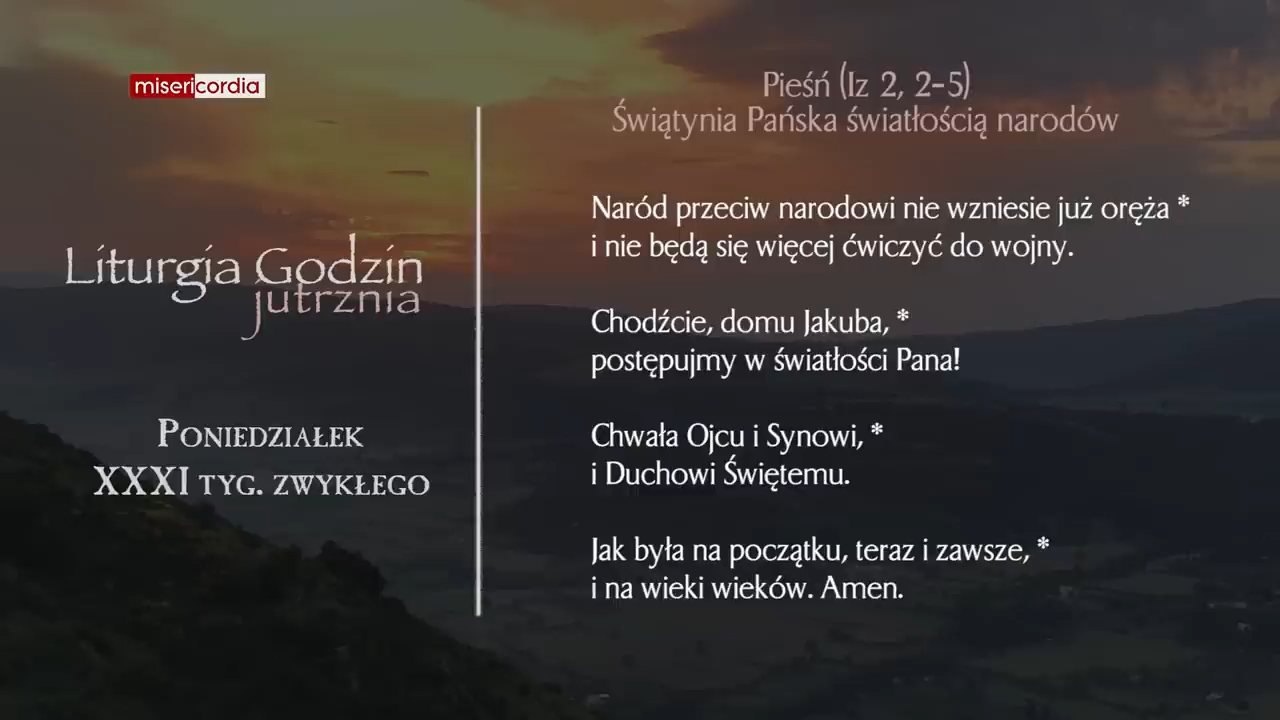 misericordia
Liturgia Godzin
jutrznia
Poniedziałek
XXXI tyg. zwykłego
Pieśń (Iz 2, 2-5)
Świątynia Pańska światłością narodów
Naród przeciw narodowi nie wzniesie już oręża *
i nie będą się więcej ćwiczyć do wojny.
Chodźcie, domu Jakuba, *
postępujmy w światłości Pana!
Chwała Ojcu i Synowi, *
i Duchowi Świętemu.
Jak była na początku, teraz i zawsze, *
i na wieki wieków. Amen.